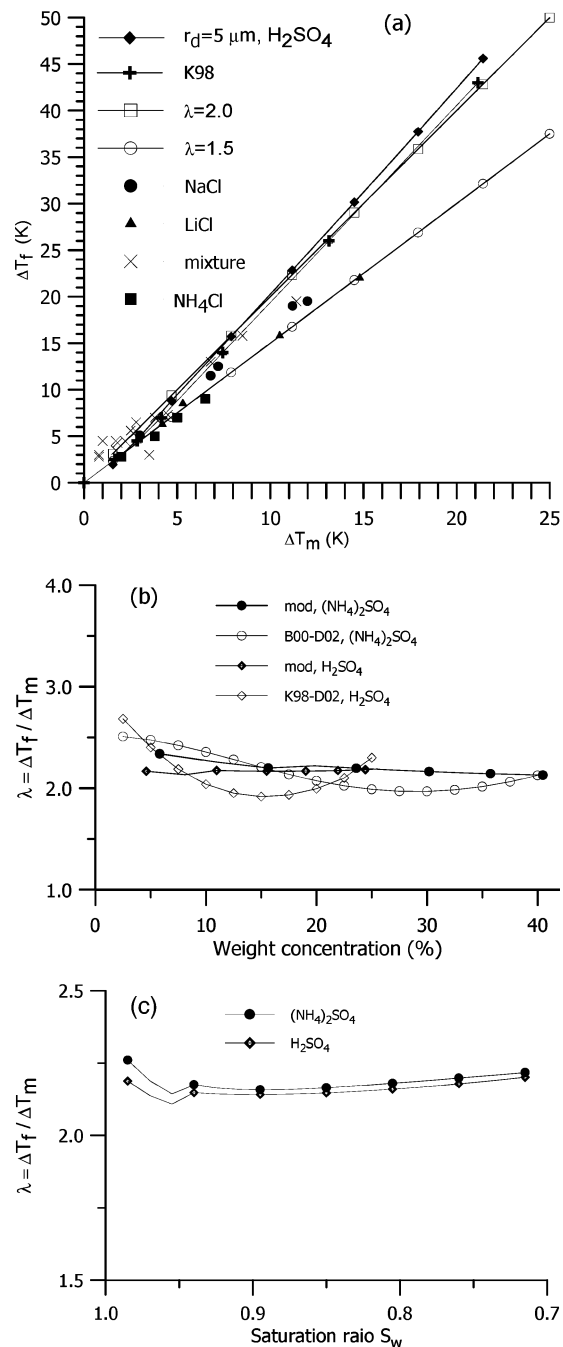 (a)
50
45
40
35
30
25
20
15
10
5
0
ΔTf (K)
r_d=5 μm, H2SO4
K98
λ=2.0
λ=1.5
NaCl
LiCl
mixture
NH4Cl
0 5 10 15 20 25
ΔTm (K)
(b)
4.0
3.0
2.0
1.0
λ = ΔTf / ΔTm
mod, (NH4)2SO4
B00-D02, (NH4)2SO4
mod, H2SO4
K98-D02, H2SO4
0 10 20 30 40
Weight concentration (%)
(c)
2.5
2.0
1.5
λ = ΔTf / ΔTm
(NH4)2SO4
H2SO4
1.0 0.9 0.8 0.7
Saturation raio Sw